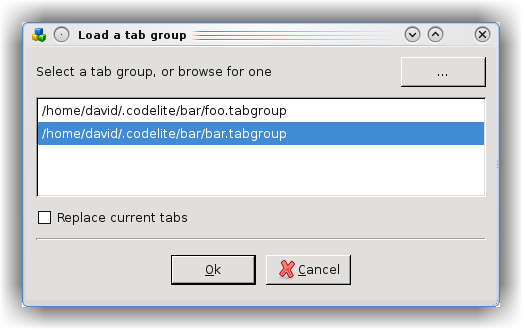 Load a tab group
Select a tab group, or browse for one
...
/home/david/.codelite/bar/foo.tabgroup
/home/david/.codelite/bar/bar.tabgroup
Replace current tabs
Ok
Cancel